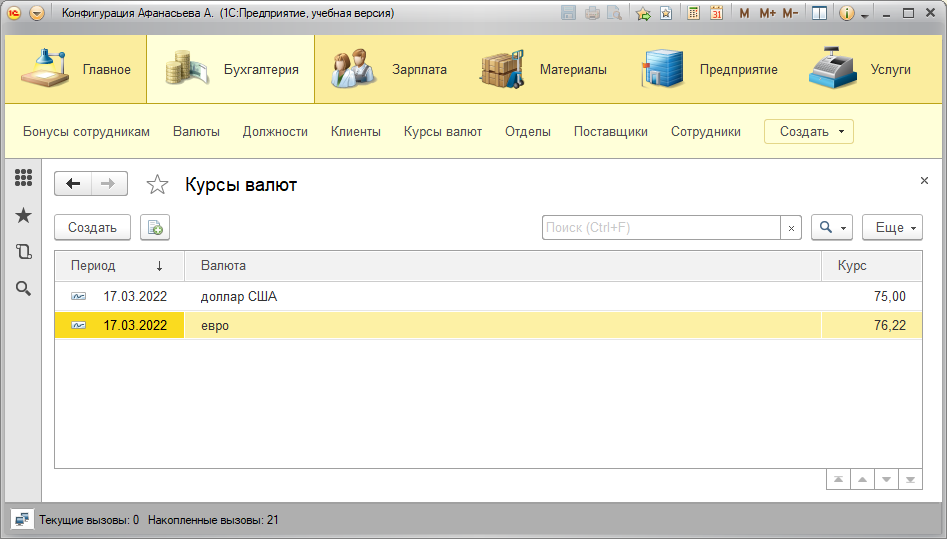 Конфигурация Афанасьева А. (1С:Предприятие, учебная версия)
M M+ M-
31
Главное Бухгалтерия Зарплата Материалы Предприятие Услуги
Бонусы сотрудникам Валюты Должности Клиенты Курсы валют Отделы Поставщики Сотрудники Создать
Курсы валют
Создать Поиск (Ctrl+F) Еще
Период Валюта Курс
17.03.2022 доллар США 75,00
17.03.2022 евро 76,22
Текущие вызовы: 0 Накопленные вызовы: 21